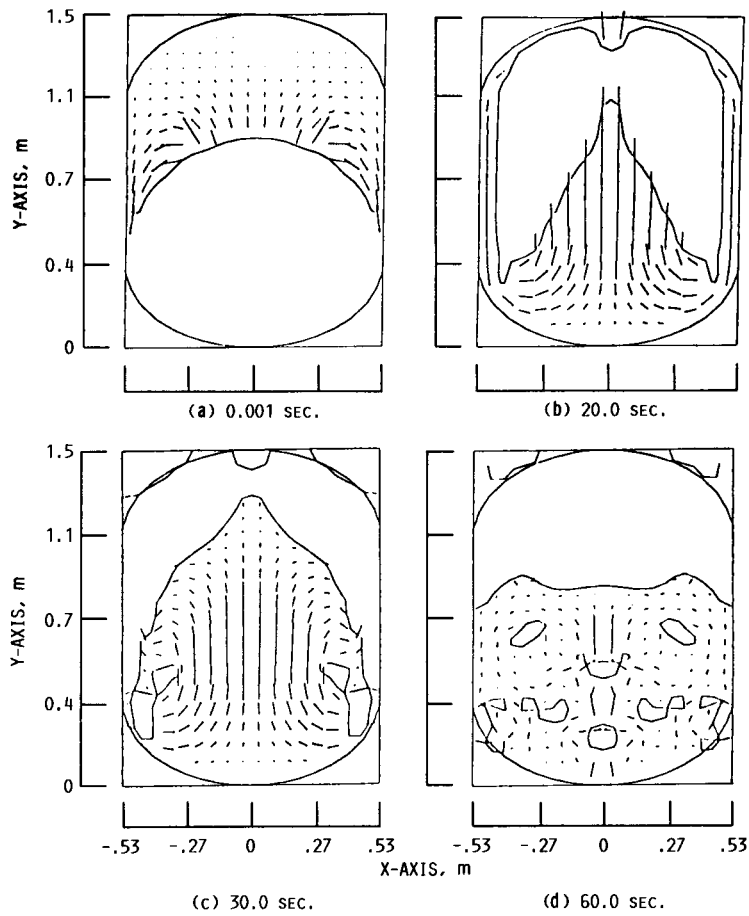 1.5
1.1
Y-AXIS, m
0.7
0.4
0
(a) 0.001 SEC.
(b) 20.0 SEC.
1.5
1.1
Y-AXIS, m
0.7
0.4
0
-.53 -.27 0 .27 .53
-.53 -.27 0 .27 .53
X-AXIS, m
(c) 30.0 SEC.
(d) 60.0 SEC.